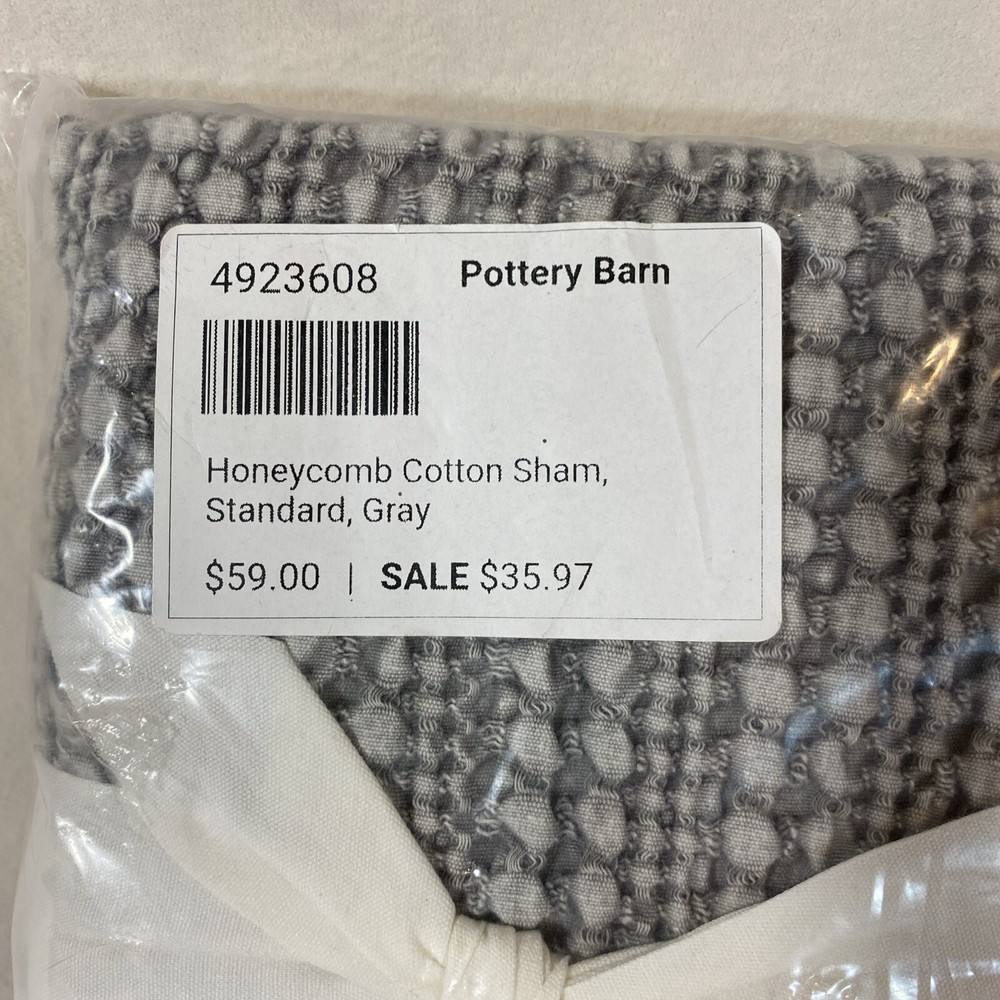 4923608 Pottery Barn
Honeycomb Cotton Sham,
Standard, Gray
$59.00 | SALE $35.97